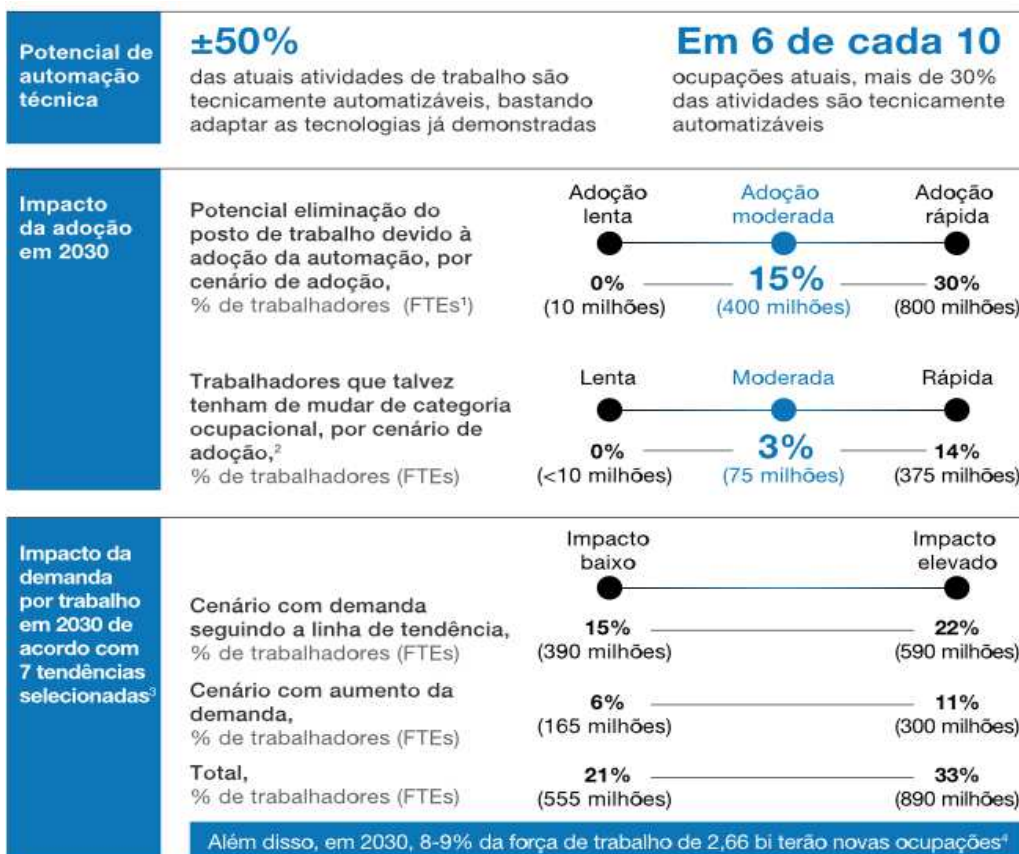 Potencial de
automação
técnica
±50%
das atuais atividades de trabalho são
tecnicamente automatizáveis, bastando
adaptar as tecnologias já demonstradas
Em 6 de cada 10
ocupações atuais, mais de 30%
das atividades são tecnicamente
automatizáveis
Impacto
da adoção
em 2030
Potencial eliminação do
posto de trabalho devido à
adoção da automação, por
cenário de adoção,
% de trabalhadores (FTEs¹)
Adoção
lenta
Adoção
moderada
Adoção
rápida
0%
15%
30%
(10 milhões)
(400 milhões)
(800 milhões)
Trabalhadores que talvez
tenham de mudar de categoria
ocupacional, por cenário de
adoção,²
% de trabalhadores (FTEs)
Lenta
Moderada
Rápida
0%
3%
14%
(<10 milhões)
(75 milhões)
(375 milhões)
Impacto da
demanda
por trabalho
em 2030 de
acordo com
7 tendências
selecionadas³
Impacto
baixo
Impacto
elevado
Cenário com demanda
seguindo a linha de tendência,
% de trabalhadores (FTEs)
15%
22%
(390 milhões)
(590 milhões)
Cenário com aumento da
demanda,
% de trabalhadores (FTEs)
6%
11%
(165 milhões)
(300 milhões)
Total,
% de trabalhadores (FTEs)
21%
33%
(555 milhões)
(890 milhões)
Além disso, em 2030, 8-9% da força de trabalho de 2,66 bi terão novas ocupações⁴